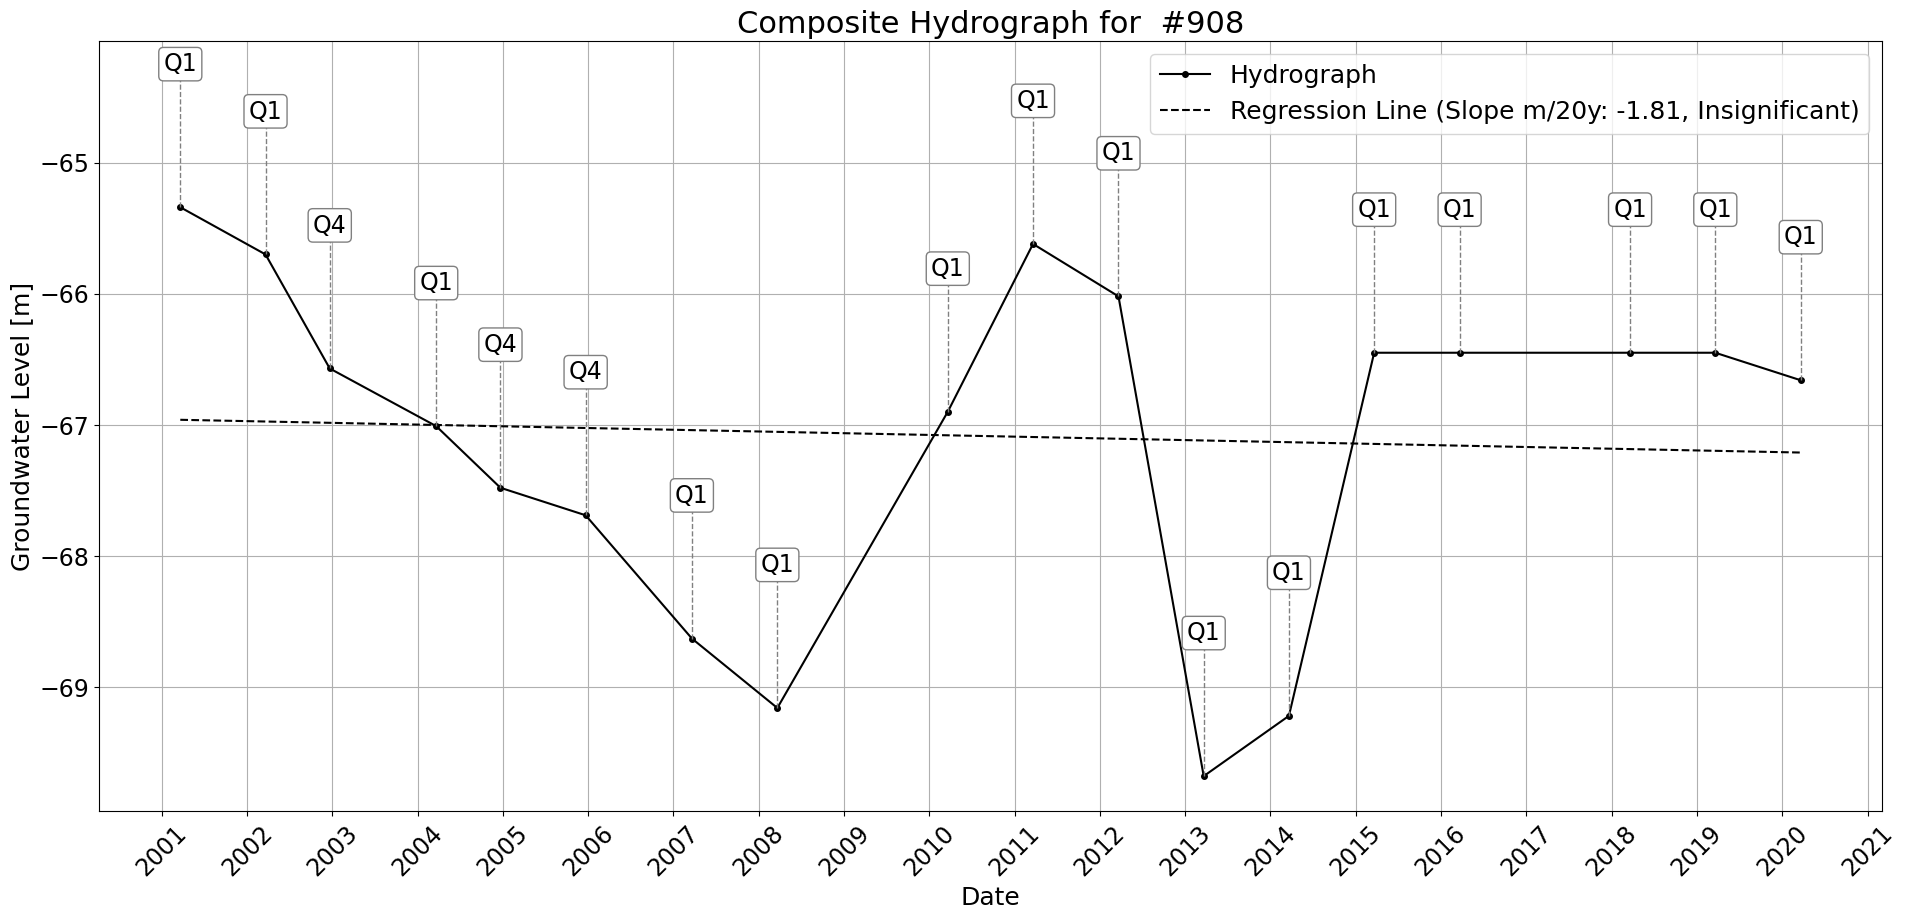 Composite Hydrograph for  #908
Hydrograph
Regression Line (Slope m/20y: -1.81, Insignificant)
Q1
Q1
Q4
Q1
Q4
Q4
Q1
Q1
Q1
Q1
Q1
Q1
Q1
Q1
Q1
Q1
Q1
Q1
Groundwater Level [m]
−65
−66
−67
−68
−69
2001
2002
2003
2004
2005
2006
2007
2008
2009
2010
2011
2012
2013
2014
2015
2016
2017
2018
2019
2020
2021
Date